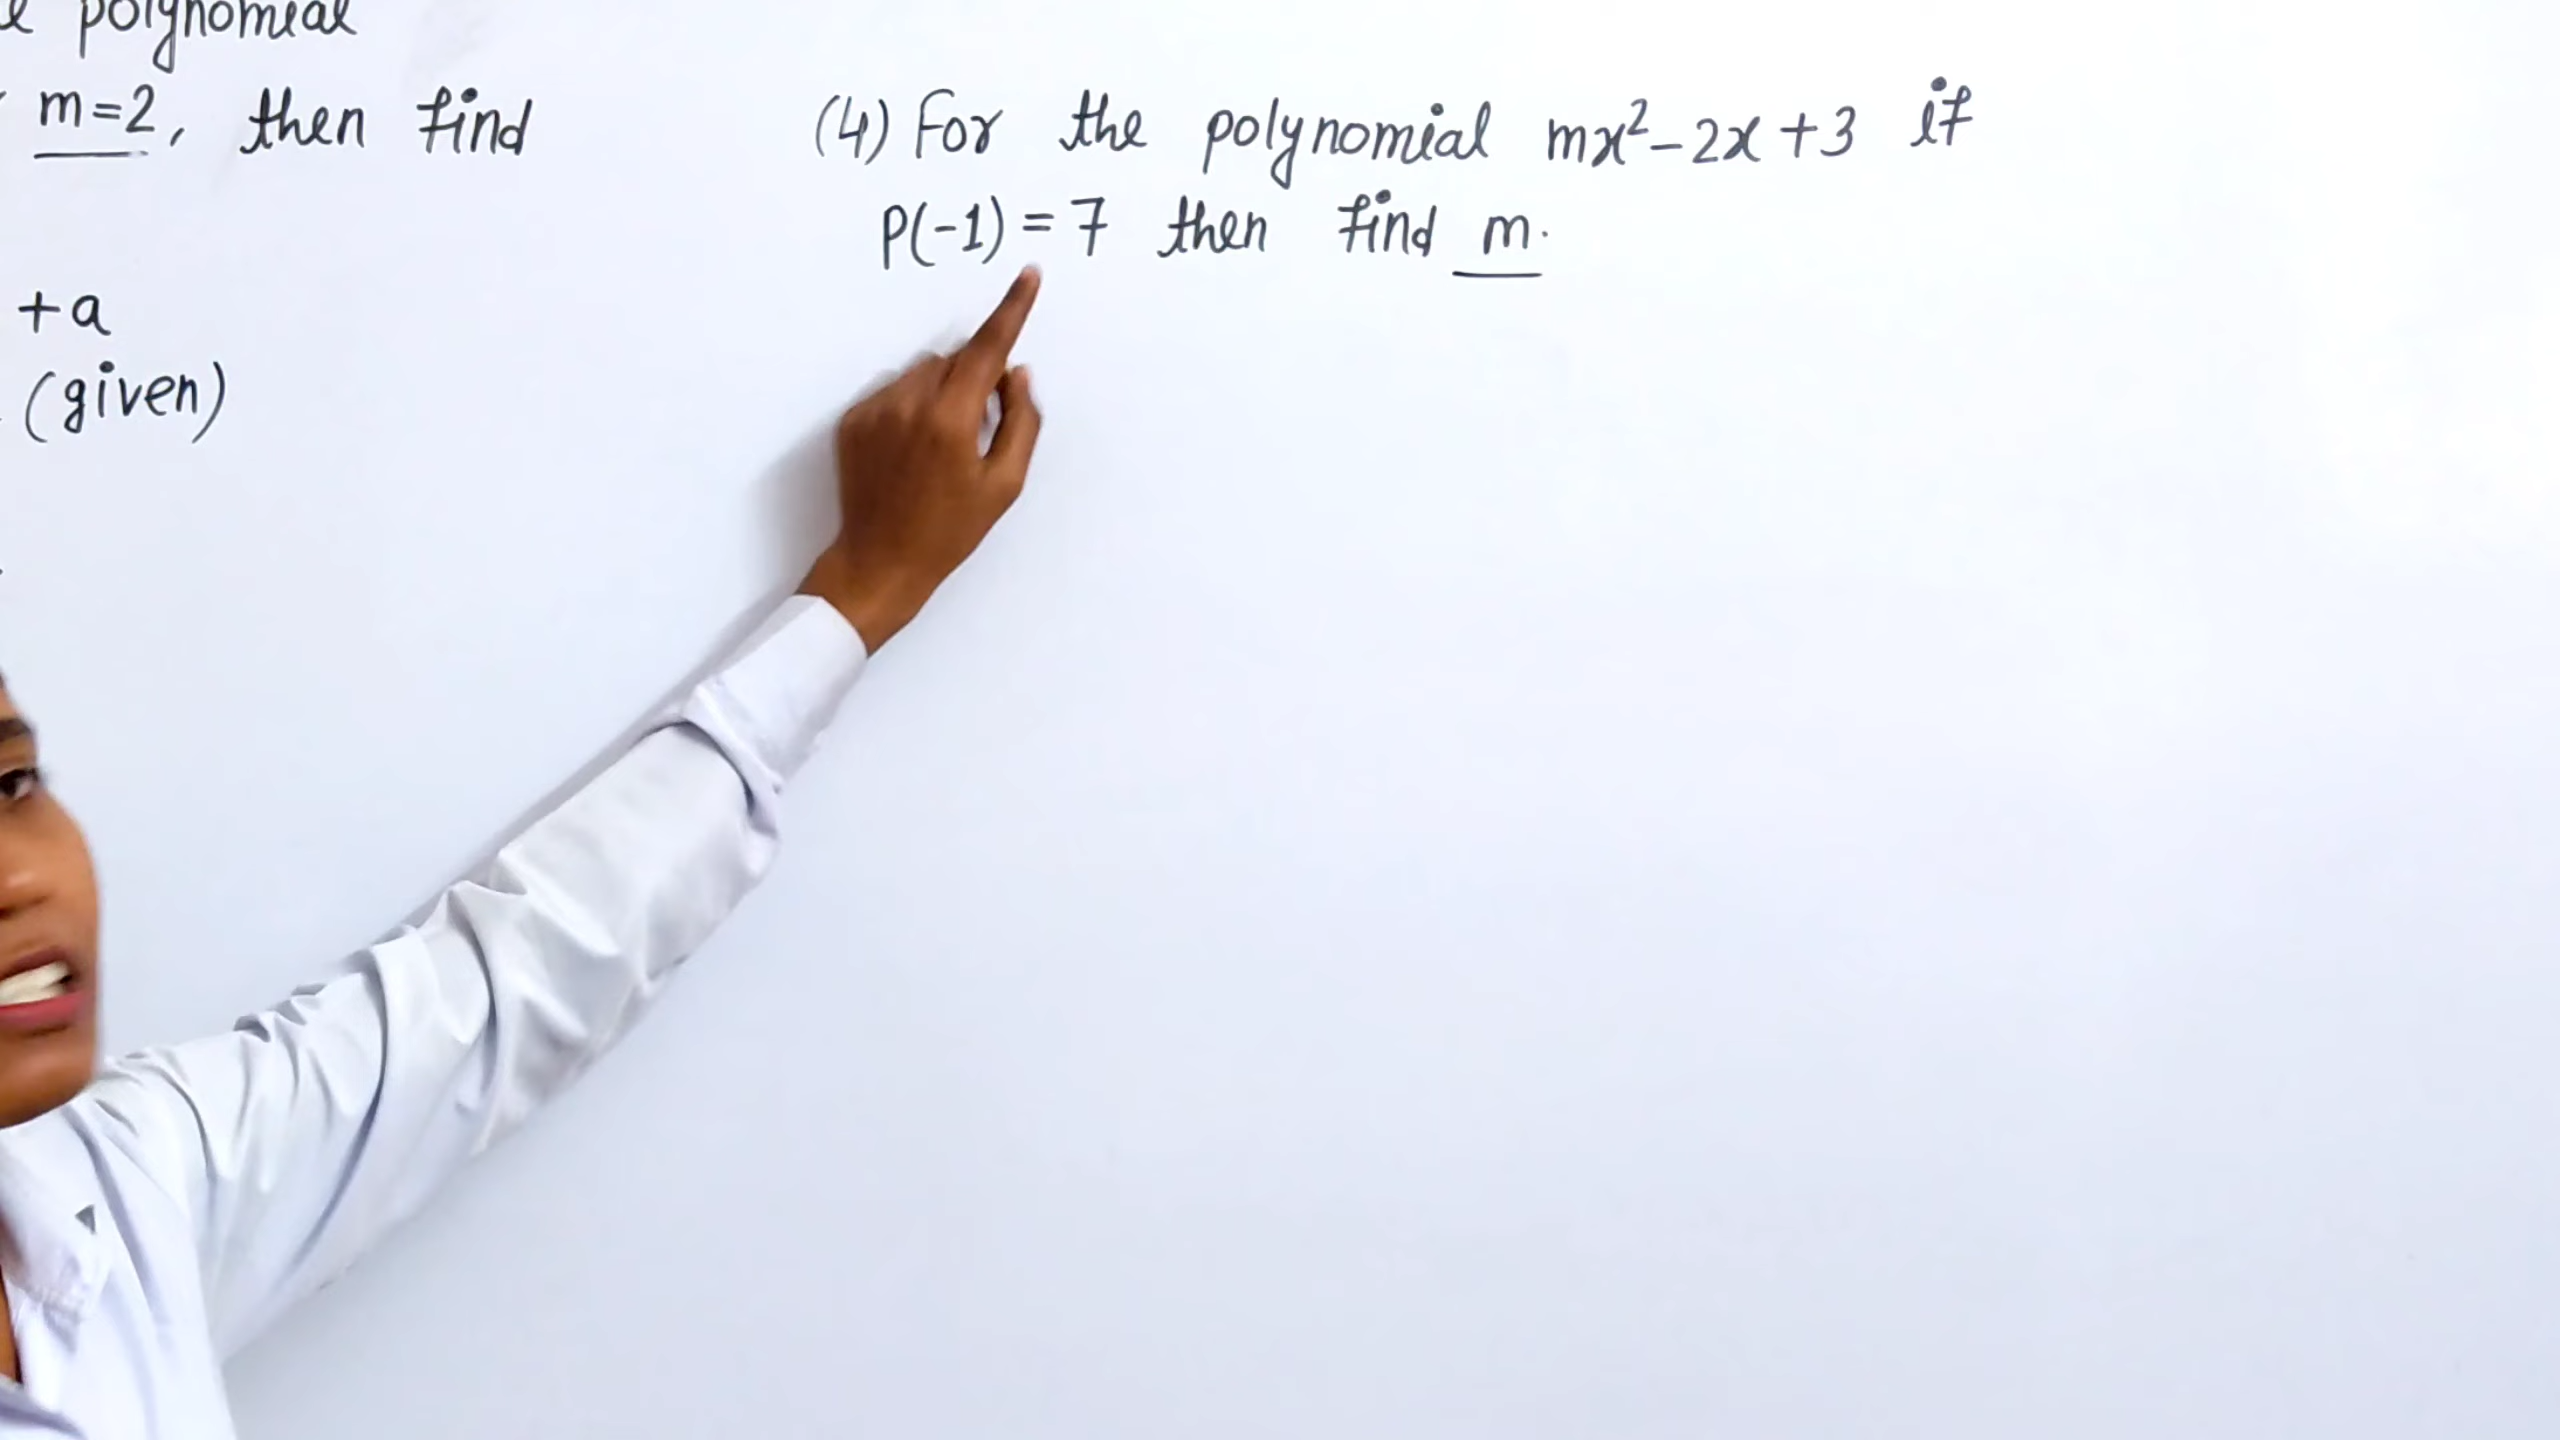 polynomial
m=2, then find
+a
(given)
(4) For the polynomial mx²-2x+3 if
P(-1) = 7 then find m.